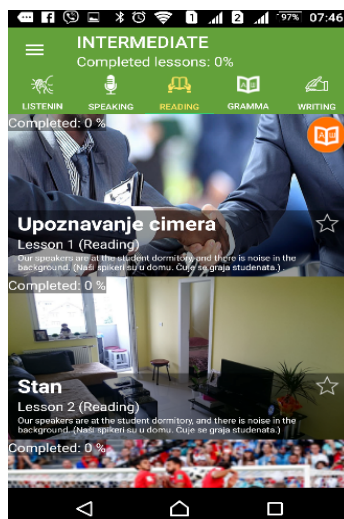 97% 07:46
INTERMEDIATE
Completed lessons: 0%
LISTENIN SPEAKING READING GRAMMA WRITING
Completed: 0 %
Upoznavanje cimera
Lesson 1 (Reading)
Our speakers are at the student dormitory, and there is noise in the
background. (Naši spikeri su u domu. Čuje se graja studenata.)
Completed: 0 %
Stan
Lesson 2 (Reading)
Our speakers are at the student dormitory, and there is noise in the
background. (Naši spikeri su u domu. Čuje se graja studenata.)
Completed: 0 %